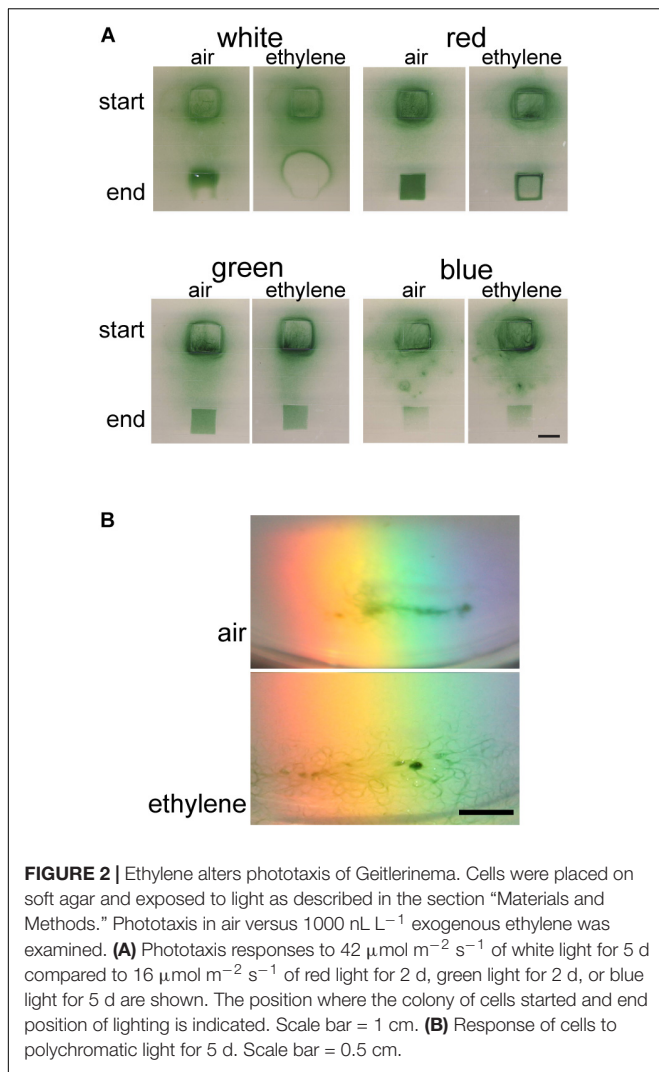 A
white
red
air ethylene
air ethylene
start
end
green
blue
air ethylene
air ethylene
start
end
B
air
ethylene
FIGURE 2 | Ethylene alters phototaxis of Geitlerinema. Cells were placed on
soft agar and exposed to light as described in the section “Materials and
Methods.” Phototaxis in air versus 1000 nL L⁻¹ exogenous ethylene was
examined. (A) Phototaxis responses to 42 μmol m⁻² s⁻¹ of white light for 5 d
compared to 16 μmol m⁻² s⁻¹ of red light for 2 d, green light for 2 d, or blue
light for 5 d are shown. The position where the colony of cells started and end
position of lighting is indicated. Scale bar = 1 cm. (B) Response of cells to
polychromatic light for 5 d. Scale bar = 0.5 cm.